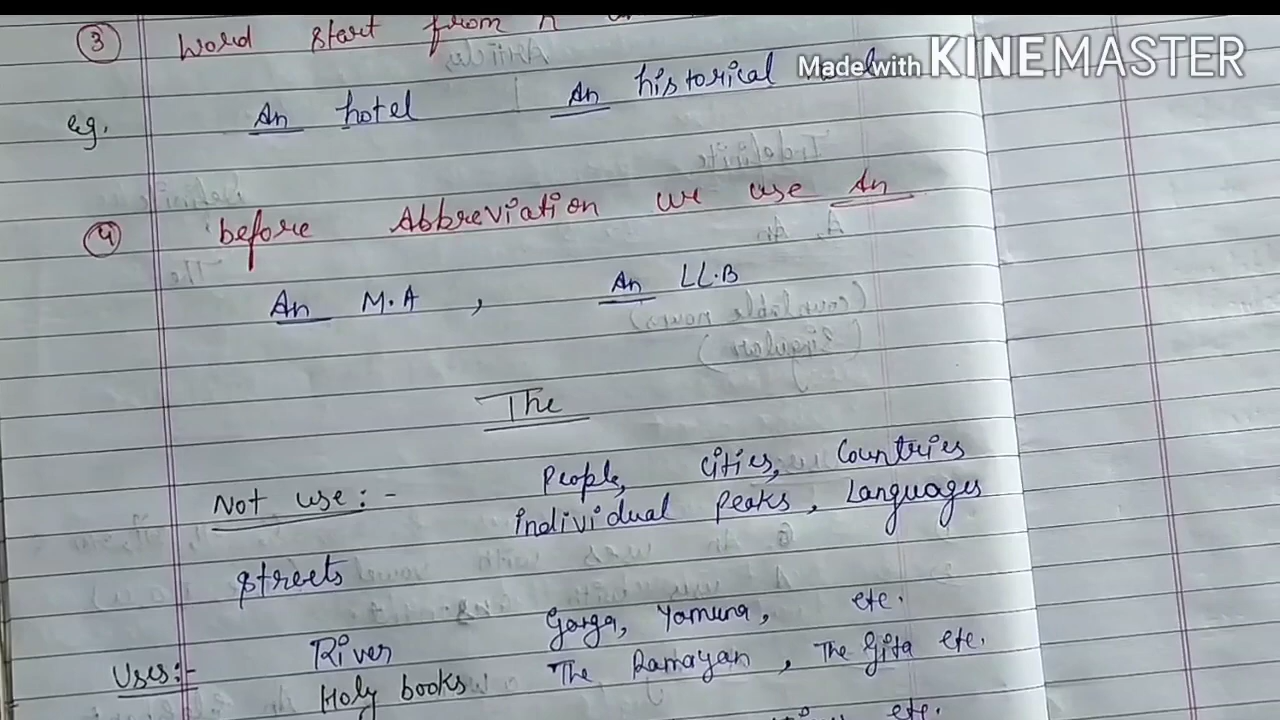 ③ Word start from h
Made with KINEMASTER
eg. An hotel An historical
④ before Abbreviation we use An
An M.A , An LL.B
The
Not use:- People, cities, Countries
individual peaks, Languages
streets
Uses:- River Ganga, Yamuna, etc.
Holy books The Ramayan, The Gita etc.
etc.